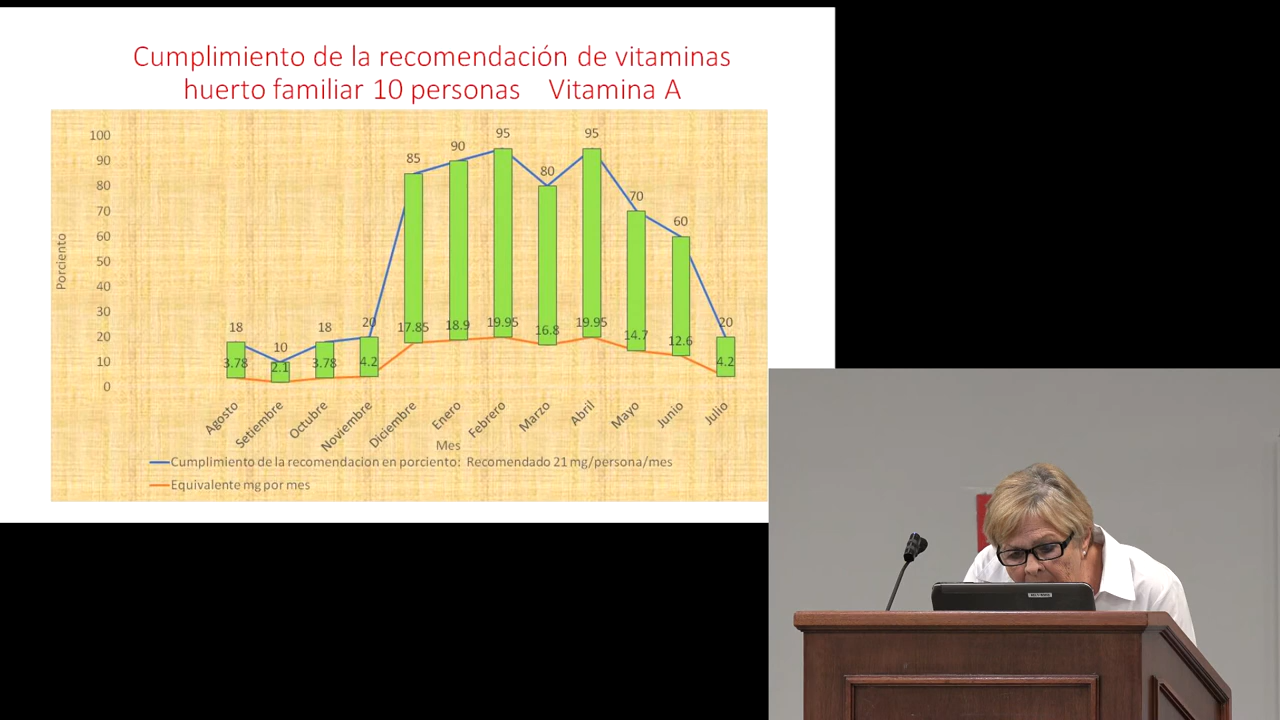 Cumplimiento de la recomendación de vitaminas
huerto familiar 10 personas Vitamina A
100
90
80
70
60
50
40
30
20
10
0
Porciento
18
10
18
20
85
90
95
80
95
70
60
20
3.78
2.1
3.78
4.2
17.85
18.9
19.95
16.8
19.95
14.7
12.6
4.2
Agosto
Setiembre
Octubre
Noviembre
Diciembre
Enero
Febrero
Marzo
Abril
Mayo
Junio
Julio
Mes
Cumplimiento de la recomendacion en porciento: Recomendado 21 mg/persona/mes
Equivalente mg por mes